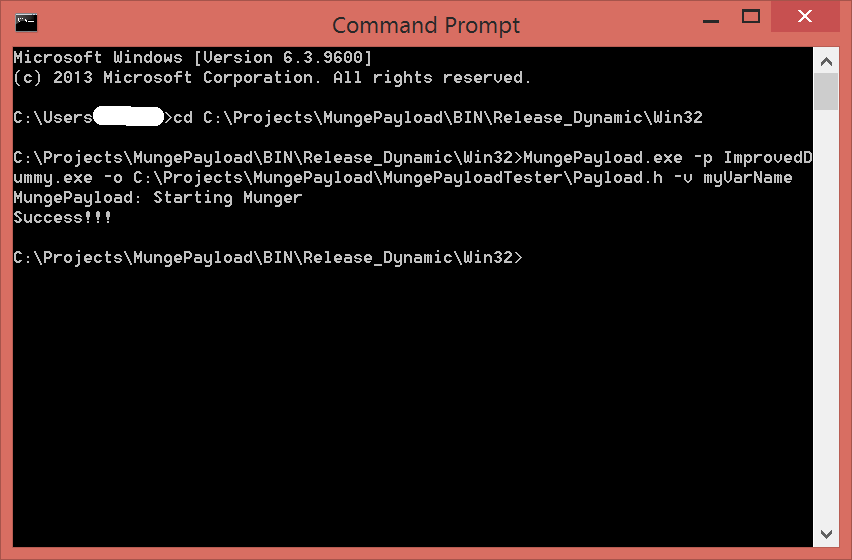 Command Prompt
Microsoft Windows [Version 6.3.9600]
(c) 2013 Microsoft Corporation. All rights reserved.
C:\Users >cd C:\Projects\MungePayload\BIN\Release_Dynamic\Win32
C:\Projects\MungePayload\BIN\Release_Dynamic\Win32>MungePayload.exe -p ImprovedD
ummy.exe -o C:\Projects\MungePayload\MungePayloadTester\Payload.h -v myVarName
MungePayload: Starting Munger
Success!!!
C:\Projects\MungePayload\BIN\Release_Dynamic\Win32>